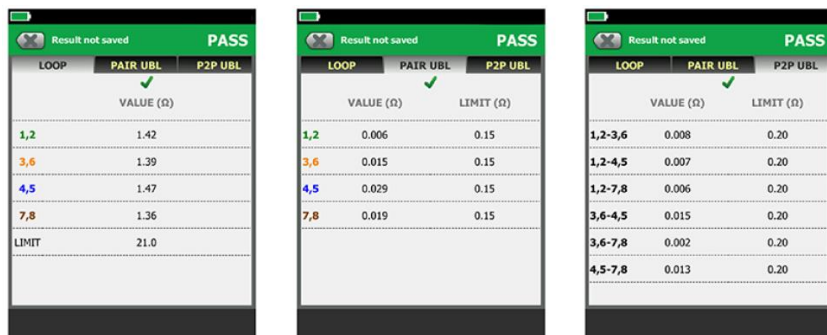 Result not saved PASS
LOOP PAIR UBL P2P UBL
VALUE (Ω)
1,2 1.42
3,6 1.39
4,5 1.47
7,8 1.36
LIMIT 21.0
Result not saved PASS
LOOP PAIR UBL P2P UBL
VALUE (Ω) LIMIT (Ω)
1,2 0.006 0.15
3,6 0.015 0.15
4,5 0.029 0.15
7,8 0.019 0.15
Result not saved PASS
LOOP PAIR UBL P2P UBL
VALUE (Ω) LIMIT (Ω)
1,2-3,6 0.008 0.20
1,2-4,5 0.007 0.20
1,2-7,8 0.006 0.20
3,6-4,5 0.015 0.20
3,6-7,8 0.002 0.20
4,5-7,8 0.013 0.20